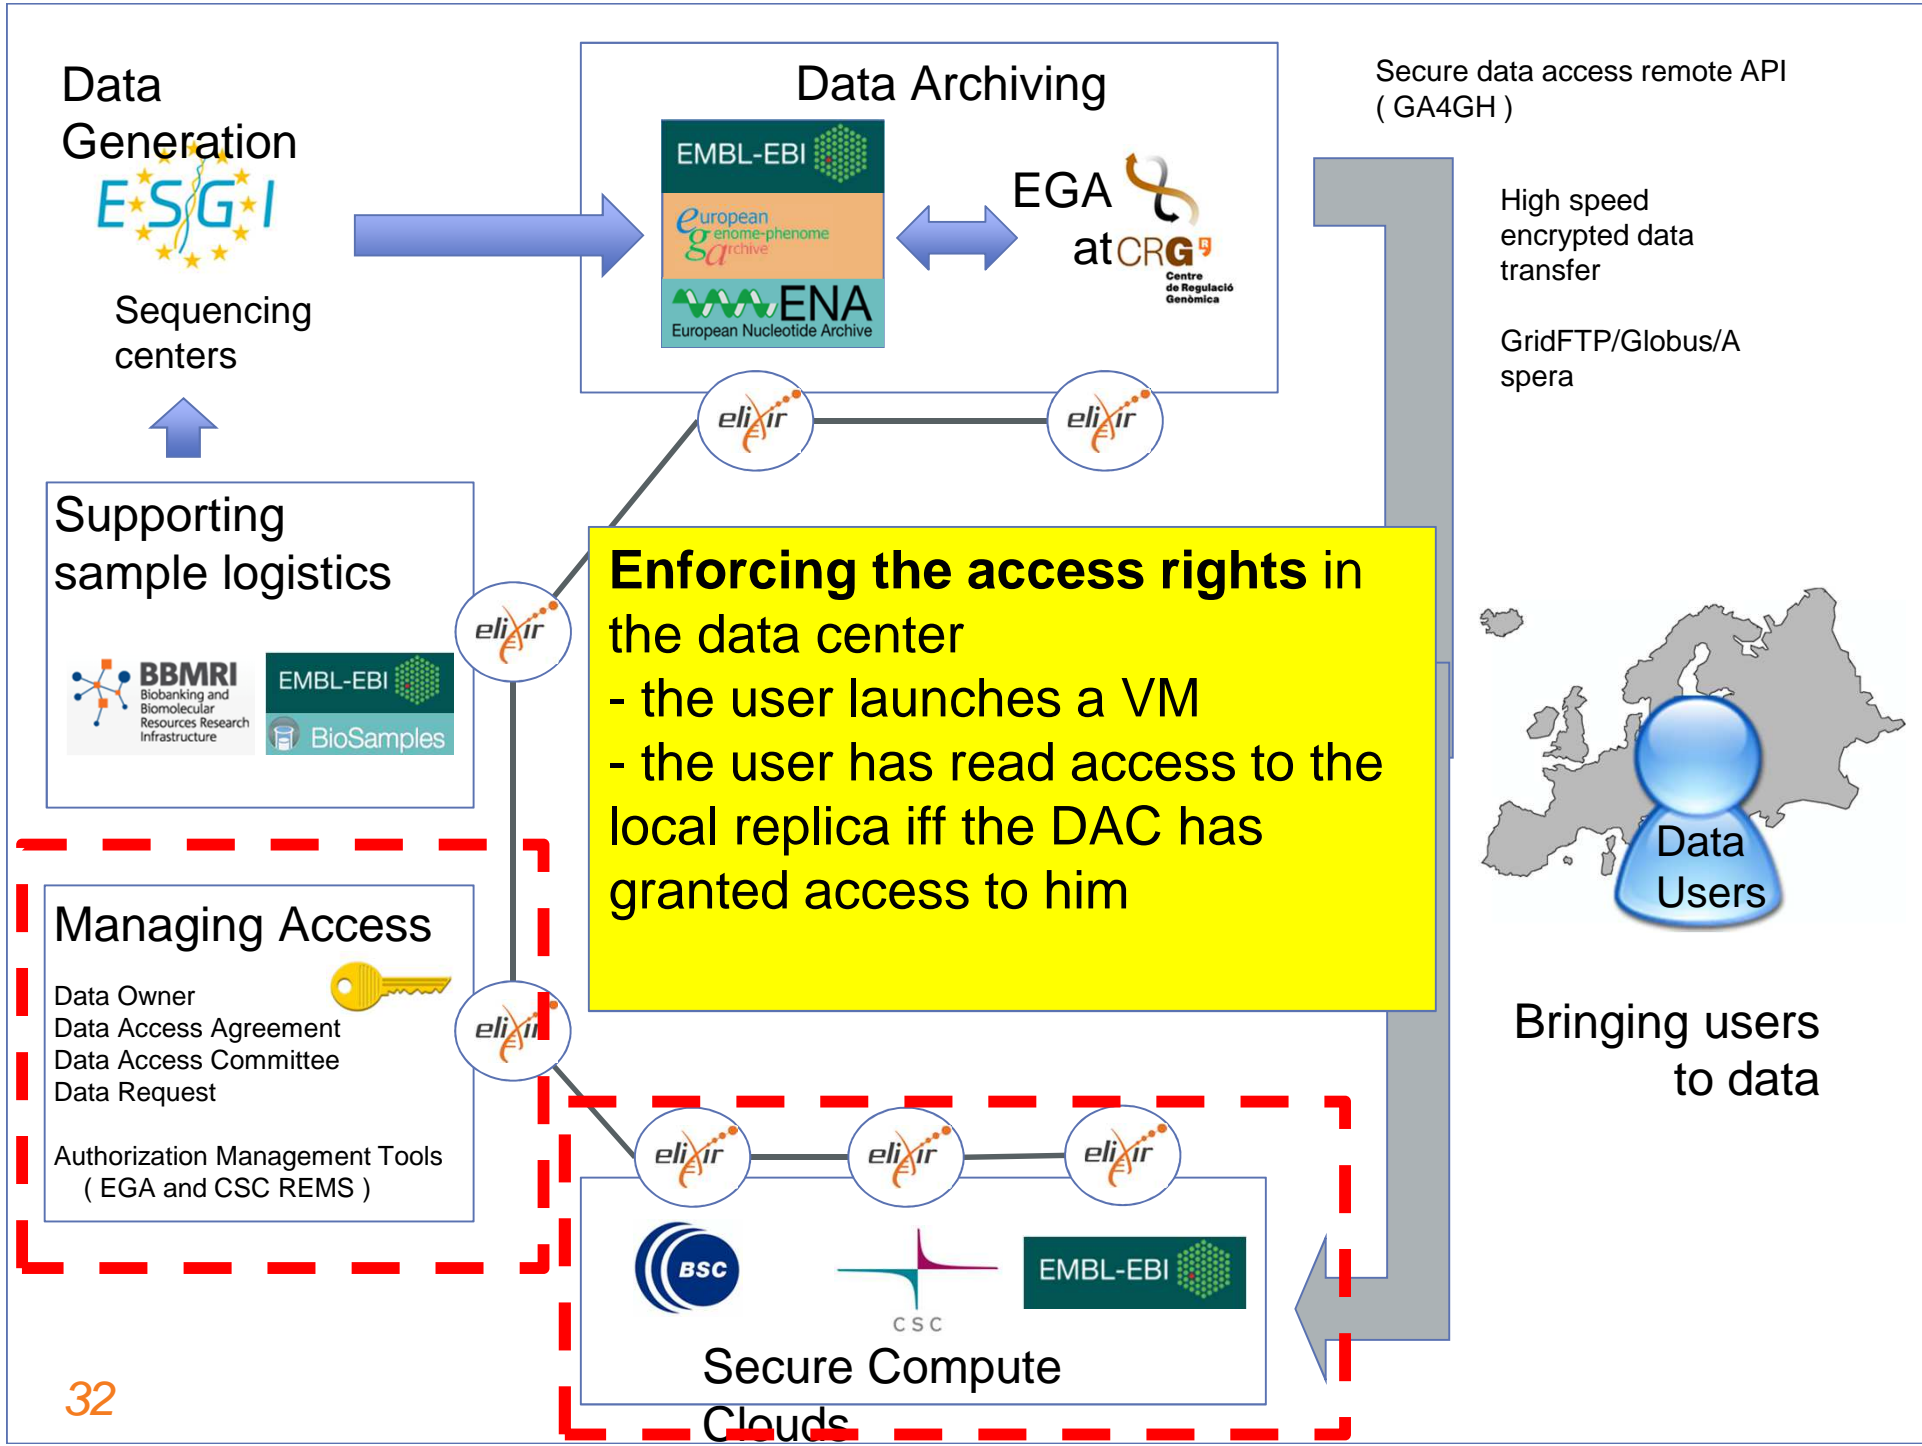 Data
Generation
ESGI
Sequencing
centers
Data Archiving
EMBL-EBI
european
genome-phenome
archive
ENA
European Nucleotide Archive
EGA
at CRG
Centre
de Regulació
Genòmica
Secure data access remote API
( GA4GH )
High speed
encrypted data
transfer
GridFTP/Globus/A
spera
elixir
elixir
Supporting
sample logistics
BBMRI
Biobanking and
Biomolecular
Resources Research
Infrastructure
EMBL-EBI
BioSamples
elixir
Enforcing the access rights in
the data center
- the user launches a VM
- the user has read access to the
local replica iff the DAC has
granted access to him
Data
Users
Bringing users
to data
Managing Access
Data Owner
Data Access Agreement
Data Access Committee
Data Request
Authorization Management Tools
( EGA and CSC REMS )
elixir
elixir
elixir
elixir
BSC
CSC
EMBL-EBI
Secure Compute
Clouds
32